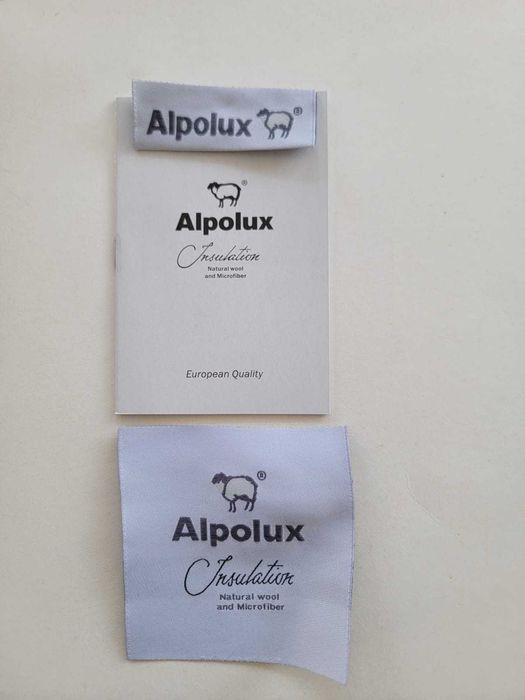 Alpolux ®
®
Alpolux
Insulation
Natural wool
and Microfiber
European Quality
®
Alpolux
Insulation
Natural wool
and Microfiber